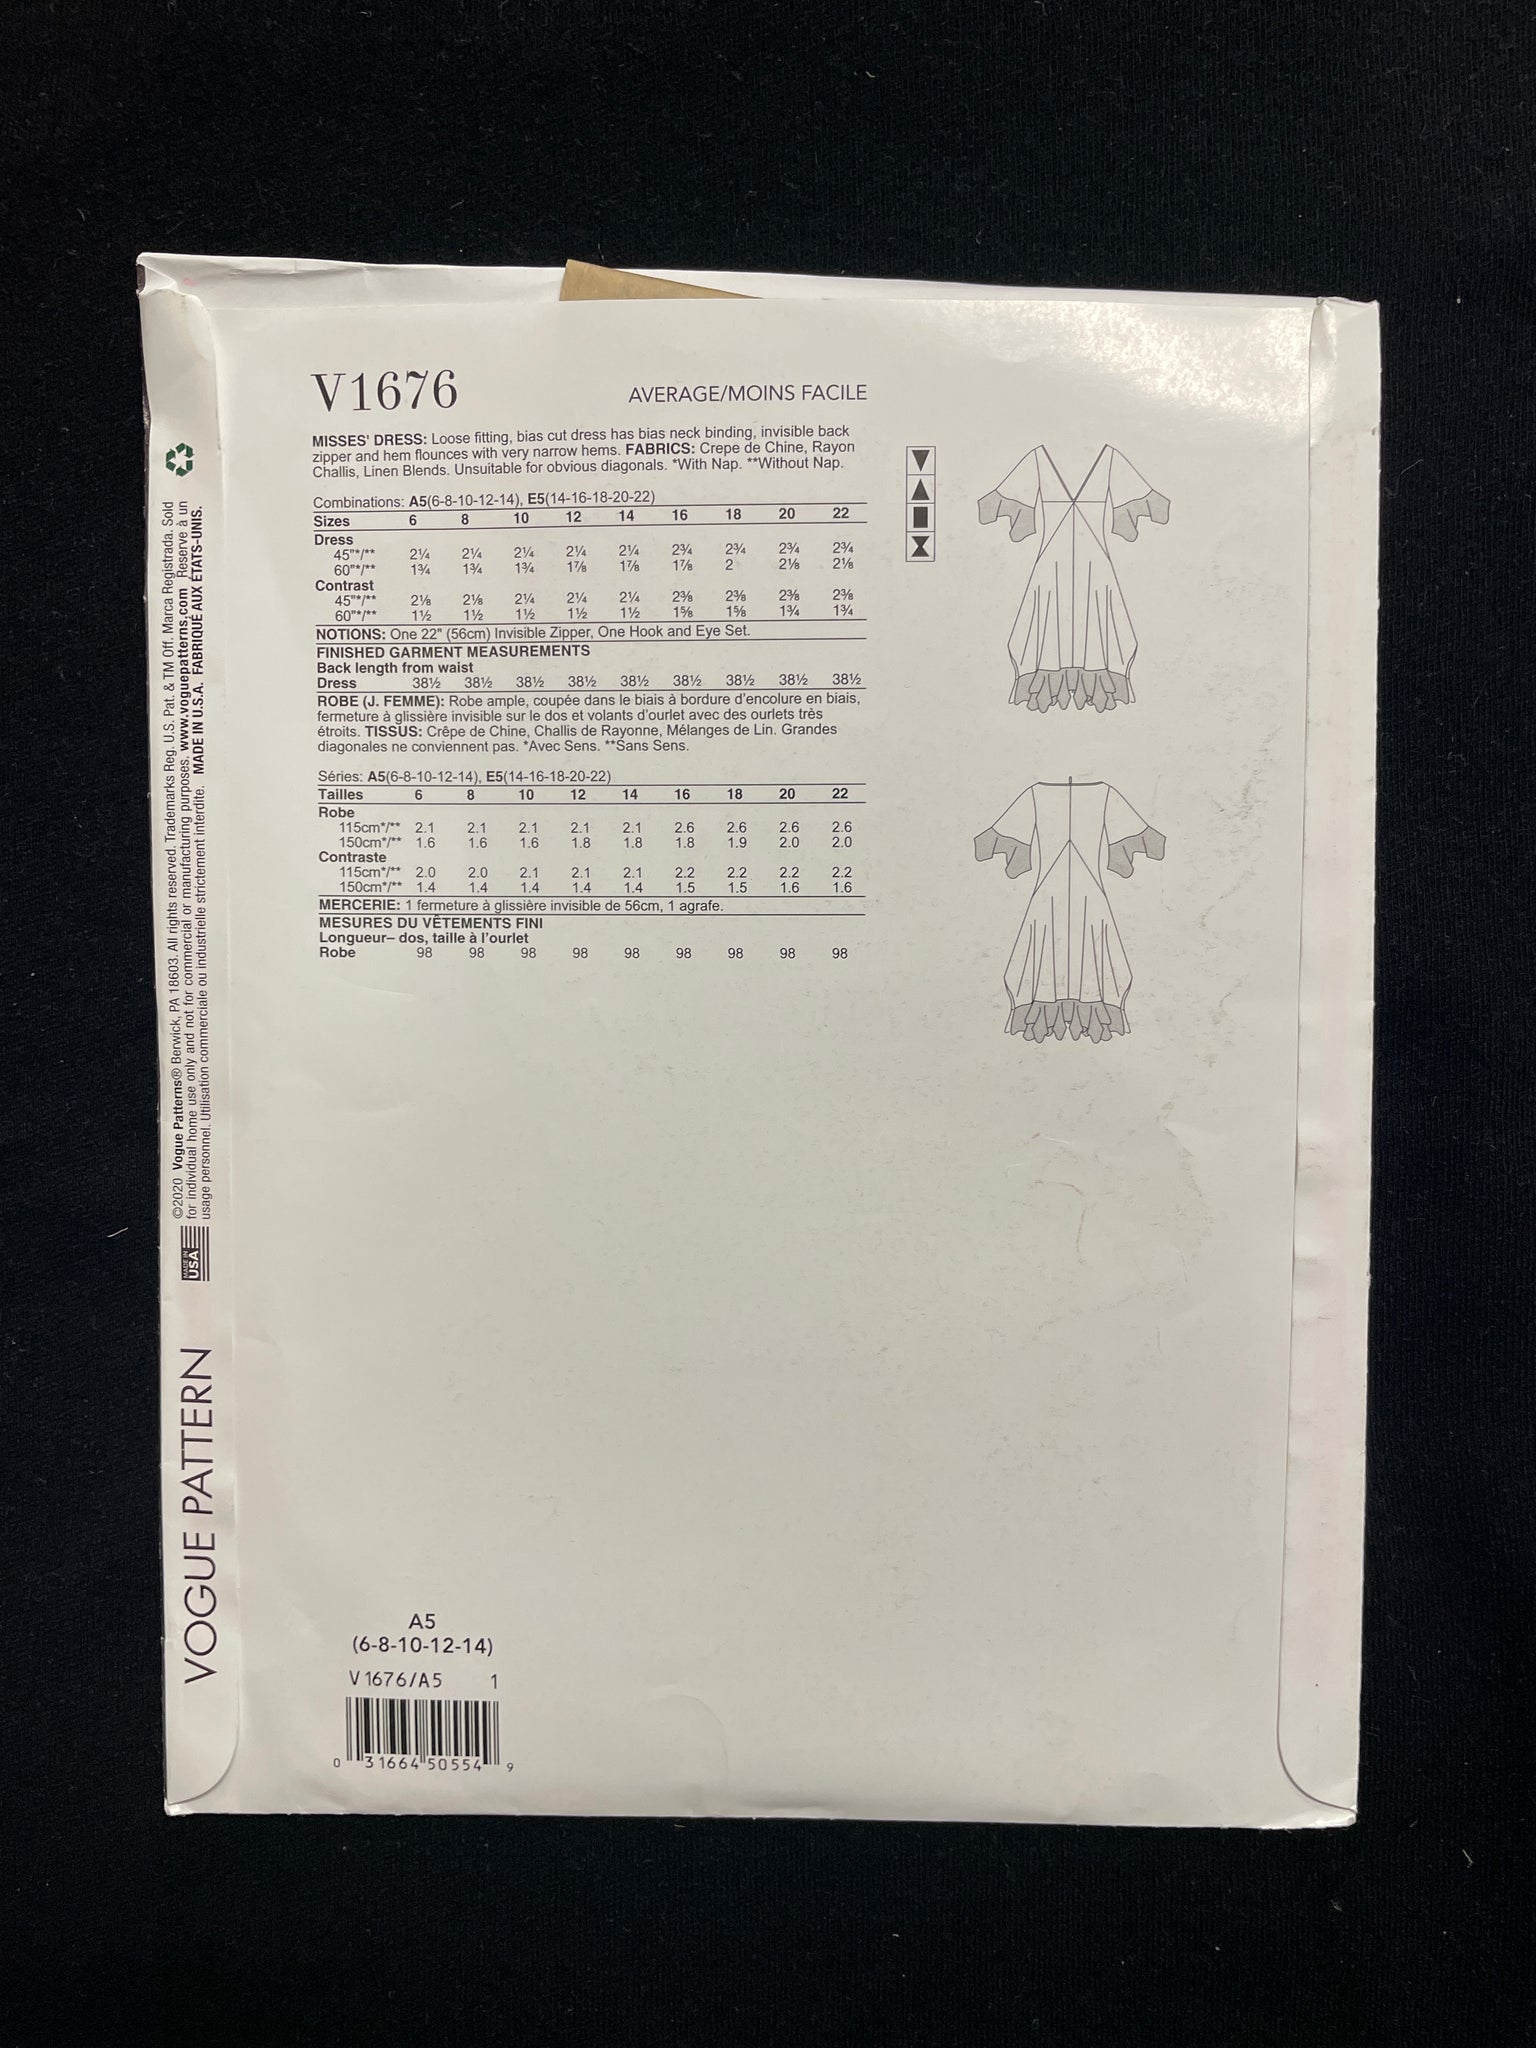 V1676
AVERAGE/MOINS FACILE
MISSES' DRESS: Loose fitting, bias cut dress has bias neck binding, invisible back
zipper and hem flounces with very narrow hems. FABRICS: Crepe de Chine, Rayon
Challis, Linen Blends. Unsuitable for obvious diagonals. *With Nap. **Without Nap.
Combinations: A5(6-8-10-12-14), E5(14-16-18-20-22)
Sizes 6 8 10 12 14 16 18 20 22
Dress
45"*/** 2¼ 2¼ 2¼ 2¼ 2¼ 2¾ 2¾ 2¾ 2¾
60"*/** 1¾ 1¾ 1¾ 1⅞ 1⅞ 1⅞ 2 2⅛ 2⅛
Contrast
45"*/** 2⅛ 2⅛ 2¼ 2¼ 2¼ 2⅜ 2⅜ 2⅜ 2⅜
60"*/** 1½ 1½ 1½ 1½ 1½ 1⅝ 1⅝ 1¾ 1¾
NOTIONS: One 22" (56cm) Invisible Zipper, One Hook and Eye Set.
FINISHED GARMENT MEASUREMENTS
Back length from waist
Dress 38½ 38½ 38½ 38½ 38½ 38½ 38½ 38½ 38½
ROBE (J. FEMME): Robe ample, coupée dans le biais à bordure d'encolure en biais,
fermeture à glissière invisible sur le dos et volants d'ourlet avec des ourlets très
étroits. TISSUS: Crêpe de Chine, Challis de Rayonne, Mélanges de Lin. Grandes
diagonales ne conviennent pas. *Avec Sens. **Sans Sens.
Séries: A5(6-8-10-12-14), E5(14-16-18-20-22)
Tailles 6 8 10 12 14 16 18 20 22
Robe
115cm*/** 2.1 2.1 2.1 2.1 2.1 2.6 2.6 2.6 2.6
150cm*/** 1.6 1.6 1.6 1.8 1.8 1.8 1.9 2.0 2.0
Contraste
115cm*/** 2.0 2.0 2.1 2.1 2.1 2.2 2.2 2.2 2.2
150cm*/** 1.4 1.4 1.4 1.4 1.4 1.5 1.5 1.6 1.6
MERCERIE: 1 fermeture à glissière invisible de 56cm, 1 agrafe.
MESURES DU VÊTEMENTS FINI
Longueur– dos, taille à l'ourlet
Robe 98 98 98 98 98 98 98 98 98
©2020 Vogue Patterns® Berwick, PA 18603. All rights reserved. Trademarks Reg. U.S. Pat. & TM Off. Marca Registrada. Sold
for individual home use only and not for commercial or manufacturing purposes. www.voguepatterns.com Reserve à un
usage personnel. Utilisation commerciale ou industrielle strictement interdite. MADE IN U.S.A. FABRIQUÉ AUX ÉTATS-UNIS.
MADE IN
USA
VOGUE PATTERN
A5
(6-8-10-12-14)
V1676/A5 1
0 31664 50554 9